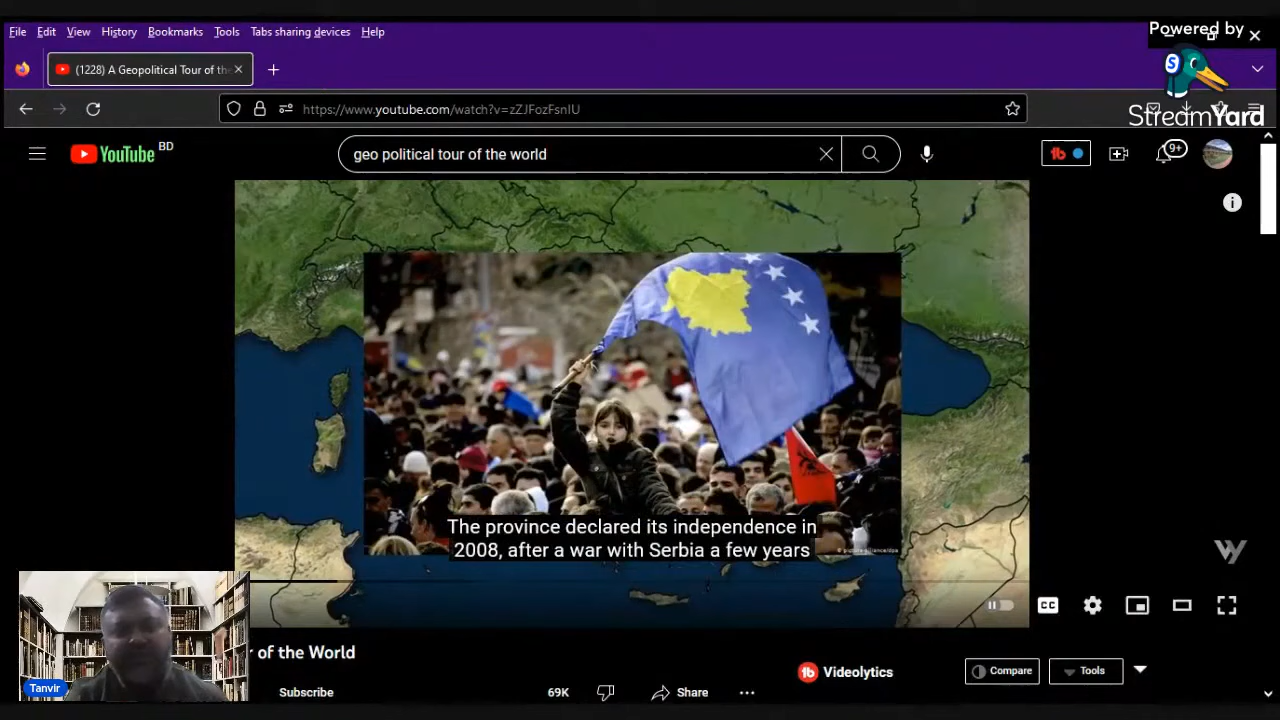 File Edit View History Bookmarks Tools Tabs sharing devices Help
Powered by
StreamYard
(1228) A Geopolitical Tour of the
https://www.youtube.com/watch?v=zZJFozFsnIU
YouTube BD
geo political tour of the world
9+
The province declared its independence in
2008, after a war with Serbia a few years
CC
of the World
Videolytics
Compare
Tools
Tanvir
Subscribe
69K
Share